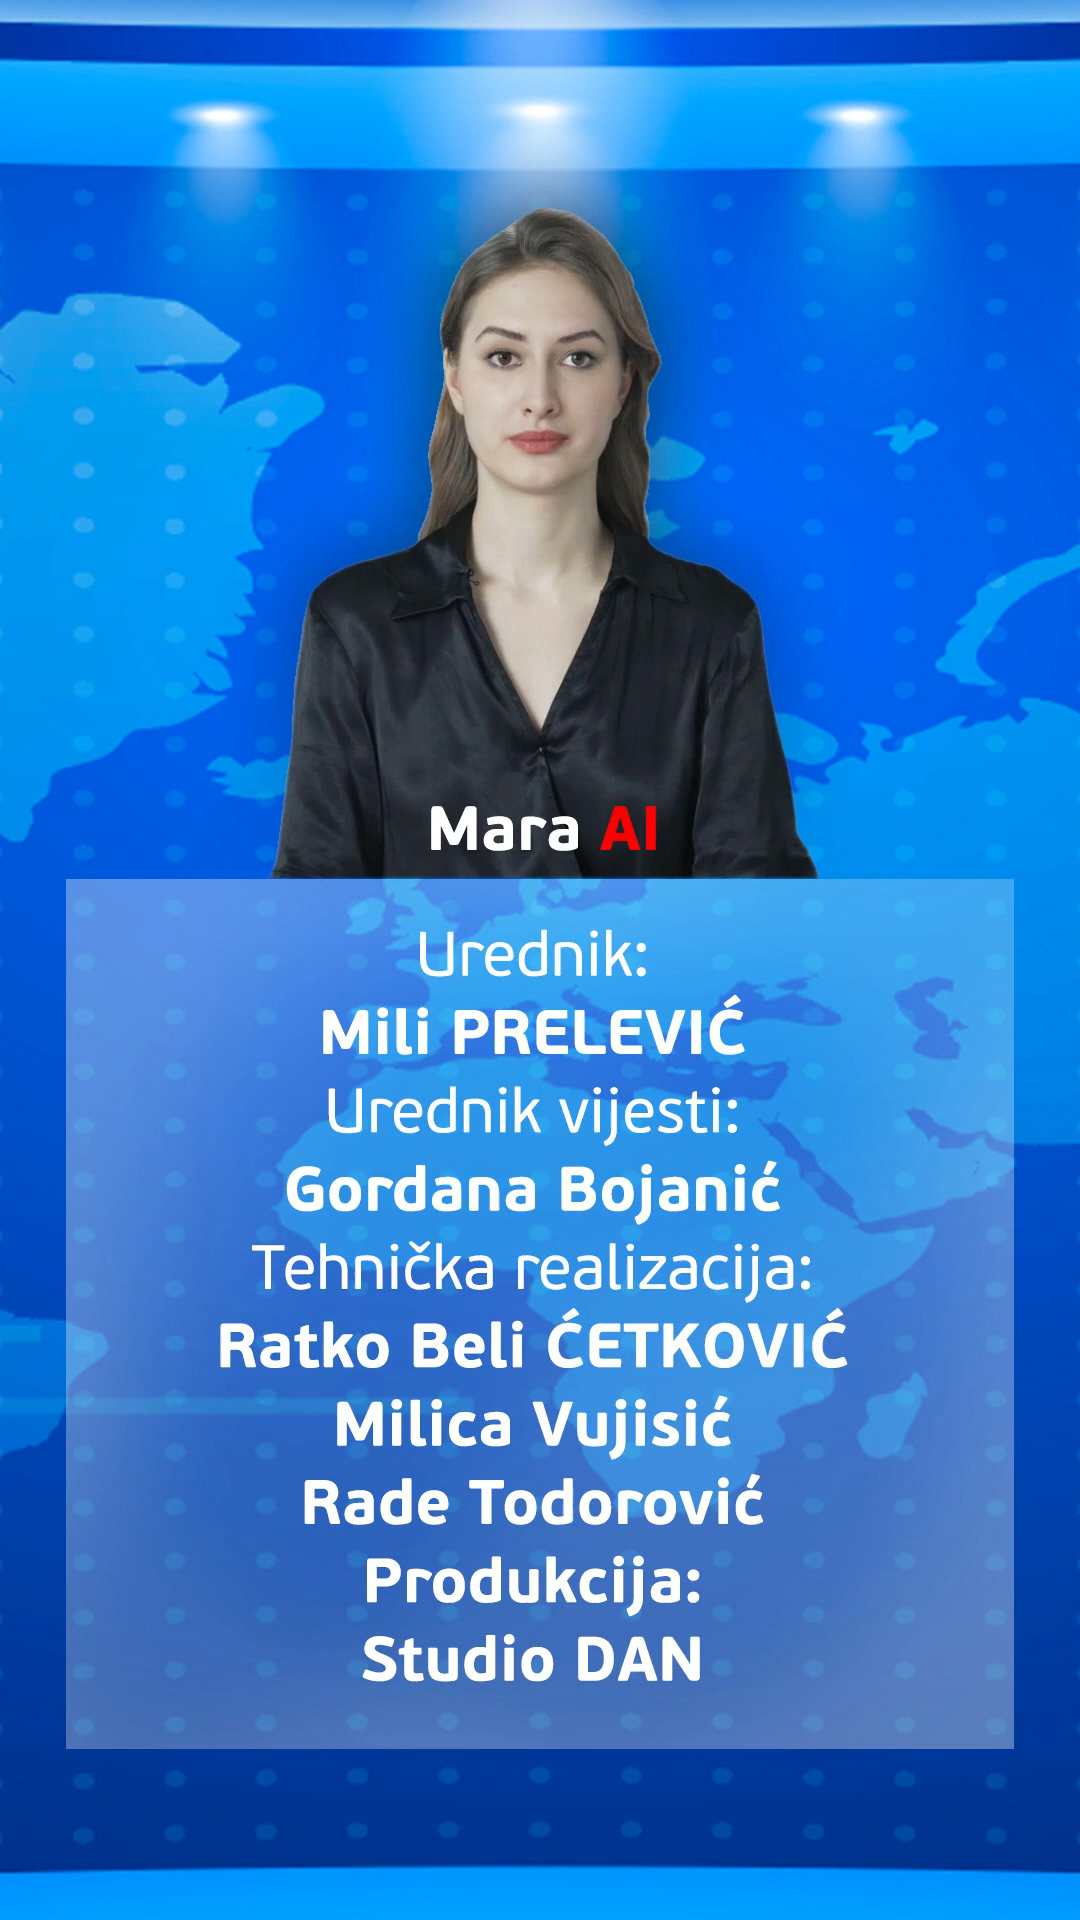 Mara AI
Urednik:
Mili PRELEVIĆ
Urednik vijesti:
Gordana Bojanić
Tehnička realizacija:
Ratko Beli ĆETKOVIĆ
Milica Vujisić
Rade Todorović
Produkcija:
Studio DAN